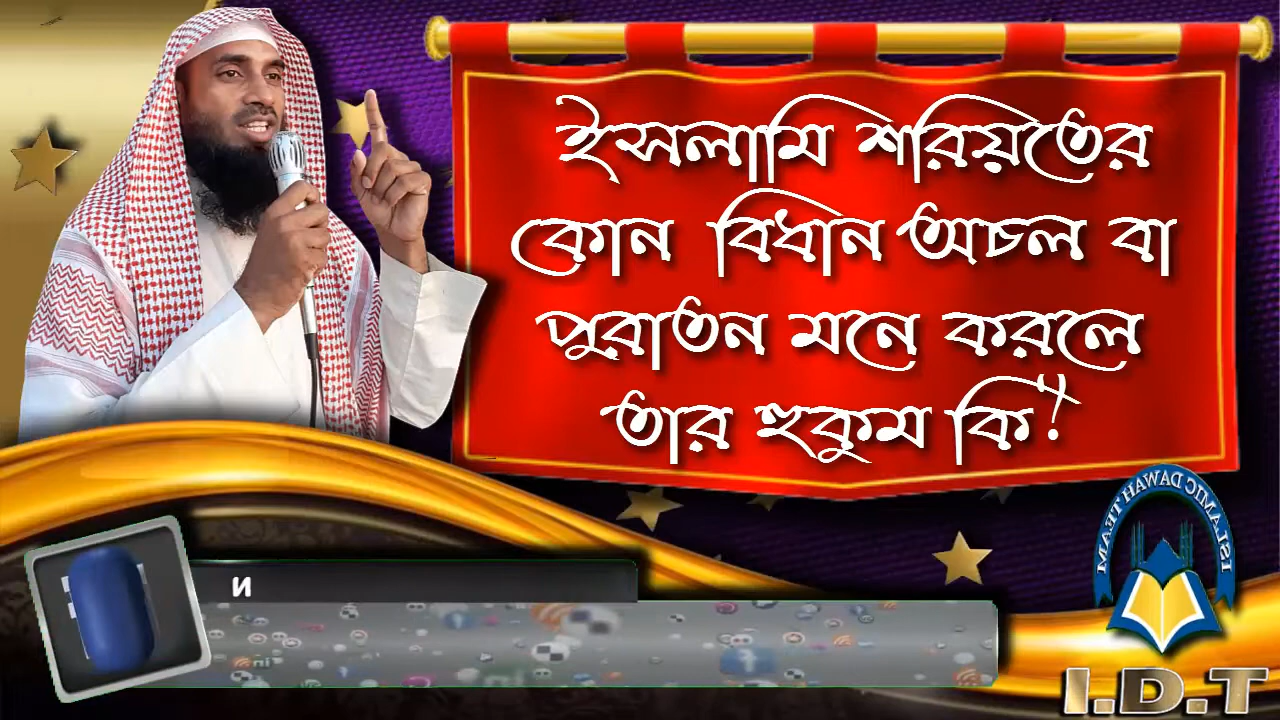 ইসলামি শরিয়তের
কোন বিধান অচল বা
পুরাতন মনে করলে
তার হুকুম কি!
ISLAMIC DAWAH TEAM
I.D.T